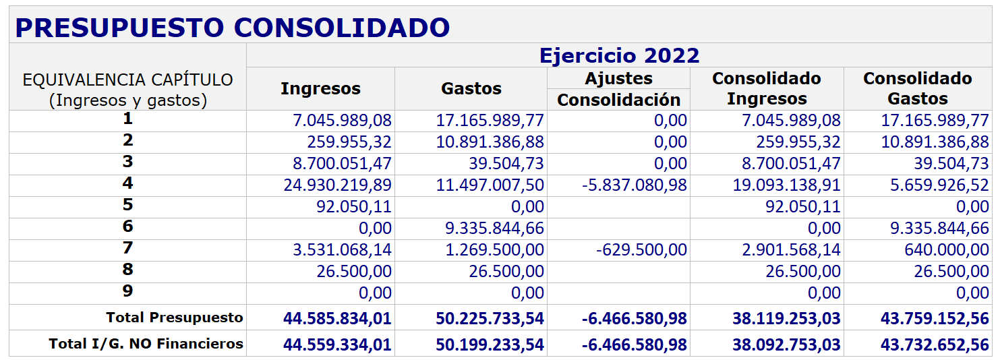 PRESUPUESTO CONSOLIDADO
Ejercicio 2022
EQUIVALENCIA CAPÍTULO
(Ingresos y gastos)
Ingresos
Gastos
Ajustes
Consolidación
Consolidado
Ingresos
Consolidado
Gastos
1 7.045.989,08 17.165.989,77 0,00 7.045.989,08 17.165.989,77
2 259.955,32 10.891.386,88 0,00 259.955,32 10.891.386,88
3 8.700.051,47 39.504,73 0,00 8.700.051,47 39.504,73
4 24.930.219,89 11.497.007,50 -5.837.080,98 19.093.138,91 5.659.926,52
5 92.050,11 0,00 92.050,11 0,00
6 0,00 9.335.844,66 0,00 9.335.844,66
7 3.531.068,14 1.269.500,00 -629.500,00 2.901.568,14 640.000,00
8 26.500,00 26.500,00 26.500,00 26.500,00
9 0,00 0,00 0,00 0,00
Total Presupuesto 44.585.834,01 50.225.733,54 -6.466.580,98 38.119.253,03 43.759.152,56
Total I/G. NO Financieros 44.559.334,01 50.199.233,54 -6.466.580,98 38.092.753,03 43.732.652,56